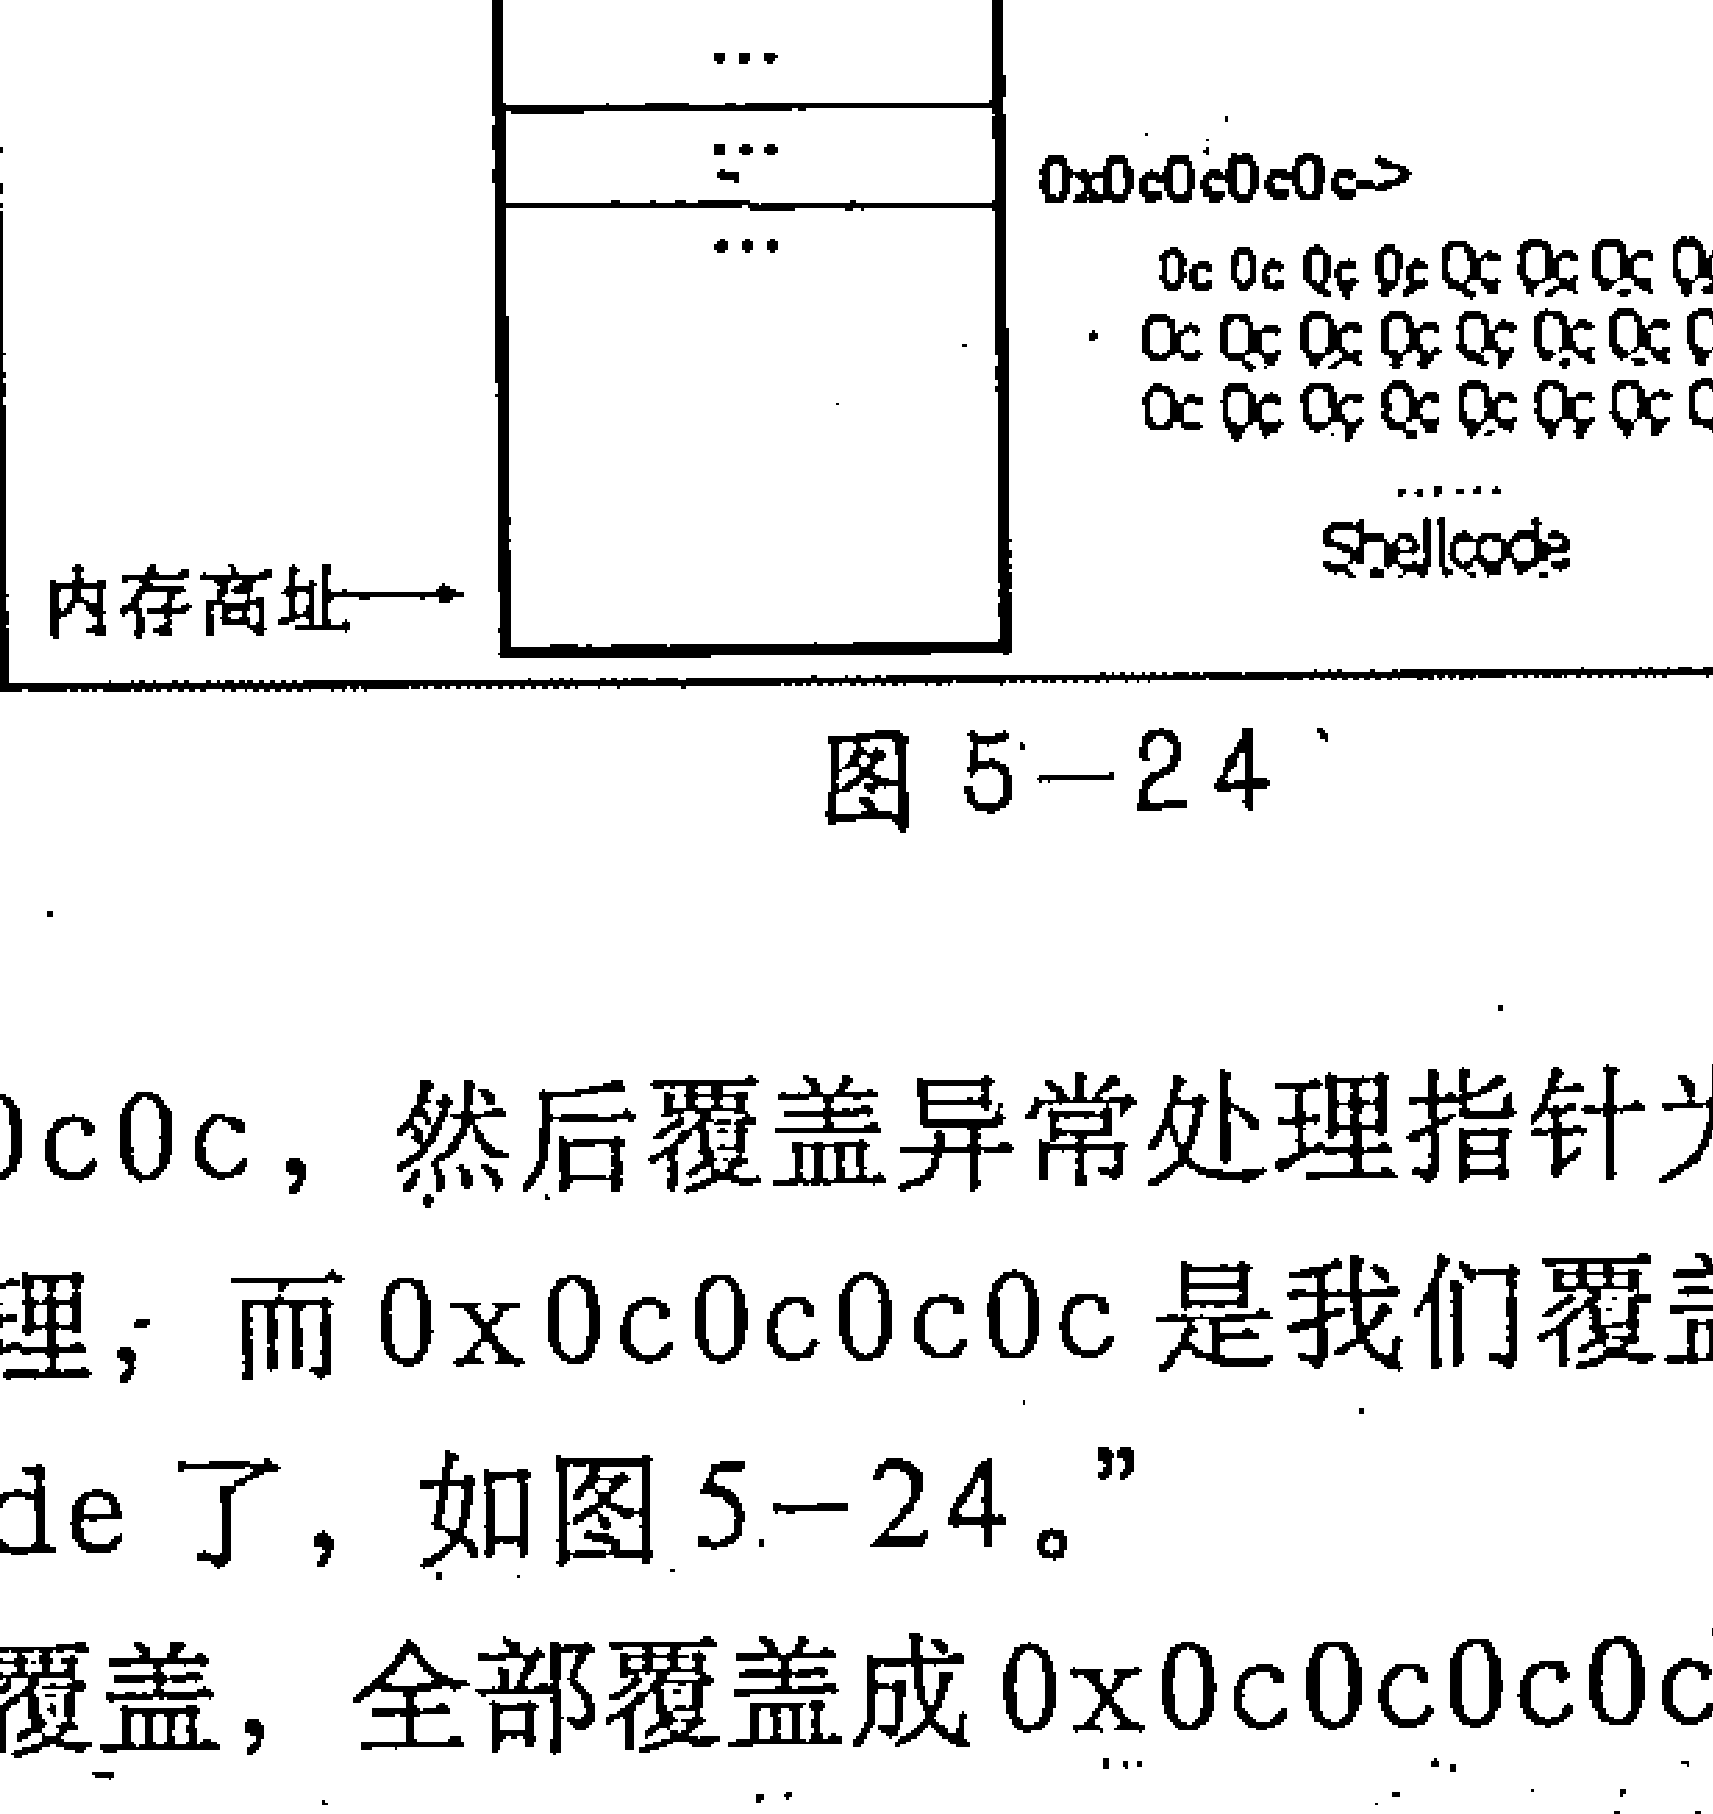 ...
...
0x0c0c0c0c->
...
0c 0c 0c 0c 0c 0c 0c
0c 0c 0c 0c 0c 0c 0c
0c 0c 0c 0c 0c 0c 0c
......
Shellcode
内存高址
图 5-24
0c0c，然后覆盖异常处理指针
理；而0x0c0c0c0c是我们覆
de了，如图5-24。”
覆盖，全部覆盖成0x0c0c0c0c